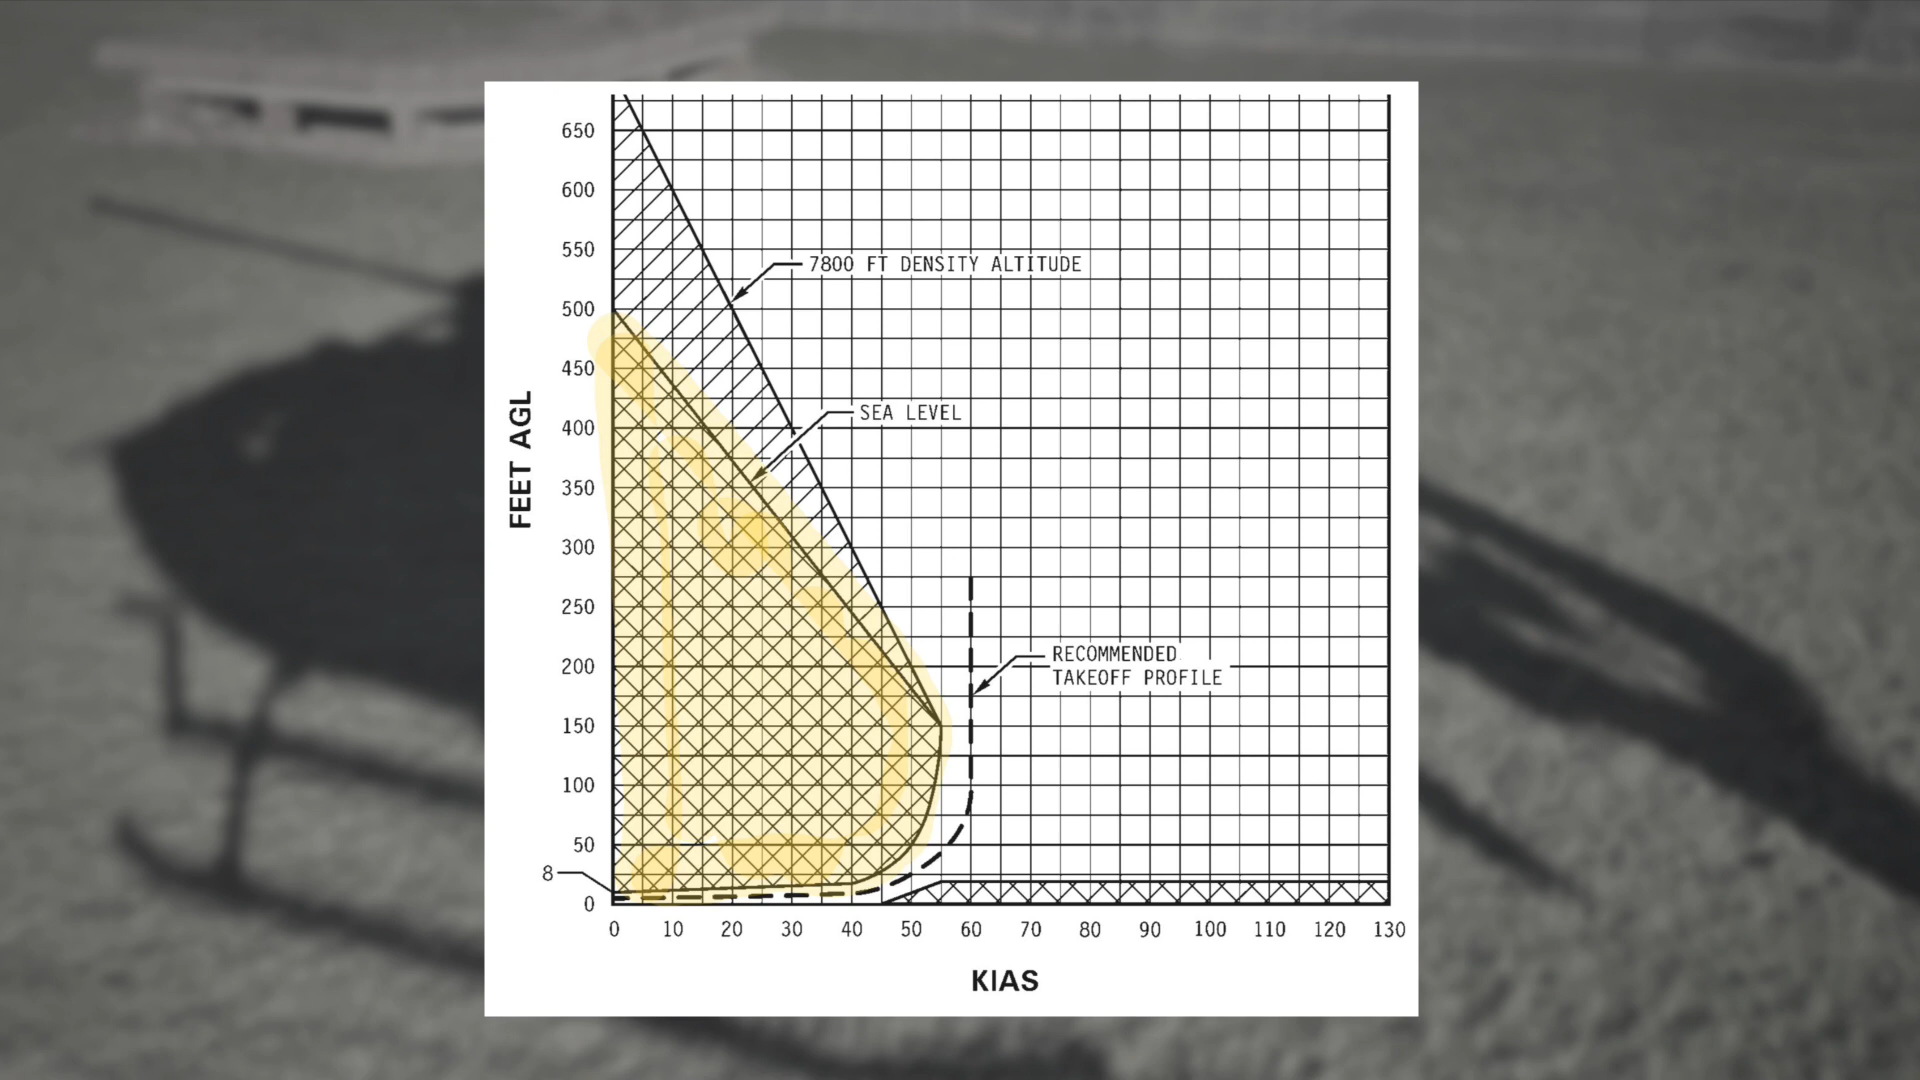 650
600
550
7800 FT DENSITY ALTITUDE
500
450
SEA LEVEL
400
350
FEET AGL
300
250
RECOMMENDED
TAKEOFF PROFILE
200
150
100
50
8
0
0 10 20 30 40 50 60 70 80 90 100 110 120 130
KIAS